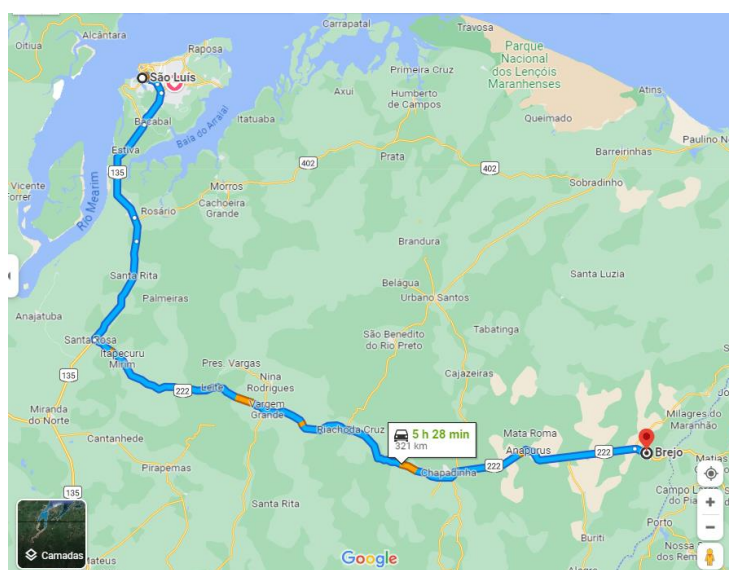 Carrapatal
Travosa
Oitiua
Alcântara
Raposa
Parque
Nacional
dos Lençóis
Maranhenses
Primeira Cruz
São Luís
Axui
Humberto
de Campos
Atins
Bacabal
Itatuaba
Queimado
Baía do Arraial
Estiva
Paulino N
Prata
402
Barreirinhas
135
402
Vicente
Ferrer
Rio Mearim
Morros
Sobradinho
Cachoeira
Grande
Rosário
Brandura
Santa Rita
Belágua
Santa Luzia
Palmeiras
Urbano Santos
Anajatuba
Tabatinga
São Benedito
do Rio Preto
Santa Rosa
Itapecuru
Mirim
Pres. Vargas
Cajazeiras
135
Nina
Rodrigues
222
Leite
Vargem
Grande
Miranda
do Norte
Riachoda Cruz
5 h 28 min
321 km
Milagres do
Maranhão
Cantanhede
Mata Roma
Anapurus
222
Brejo
Pirapemas
Chapadinha
222
Matias
135
Santa Rita
Campo L
do Pia
Porto
Buriti
Nossa S
dos Rem
Camadas
Mateus
Google
Alegre